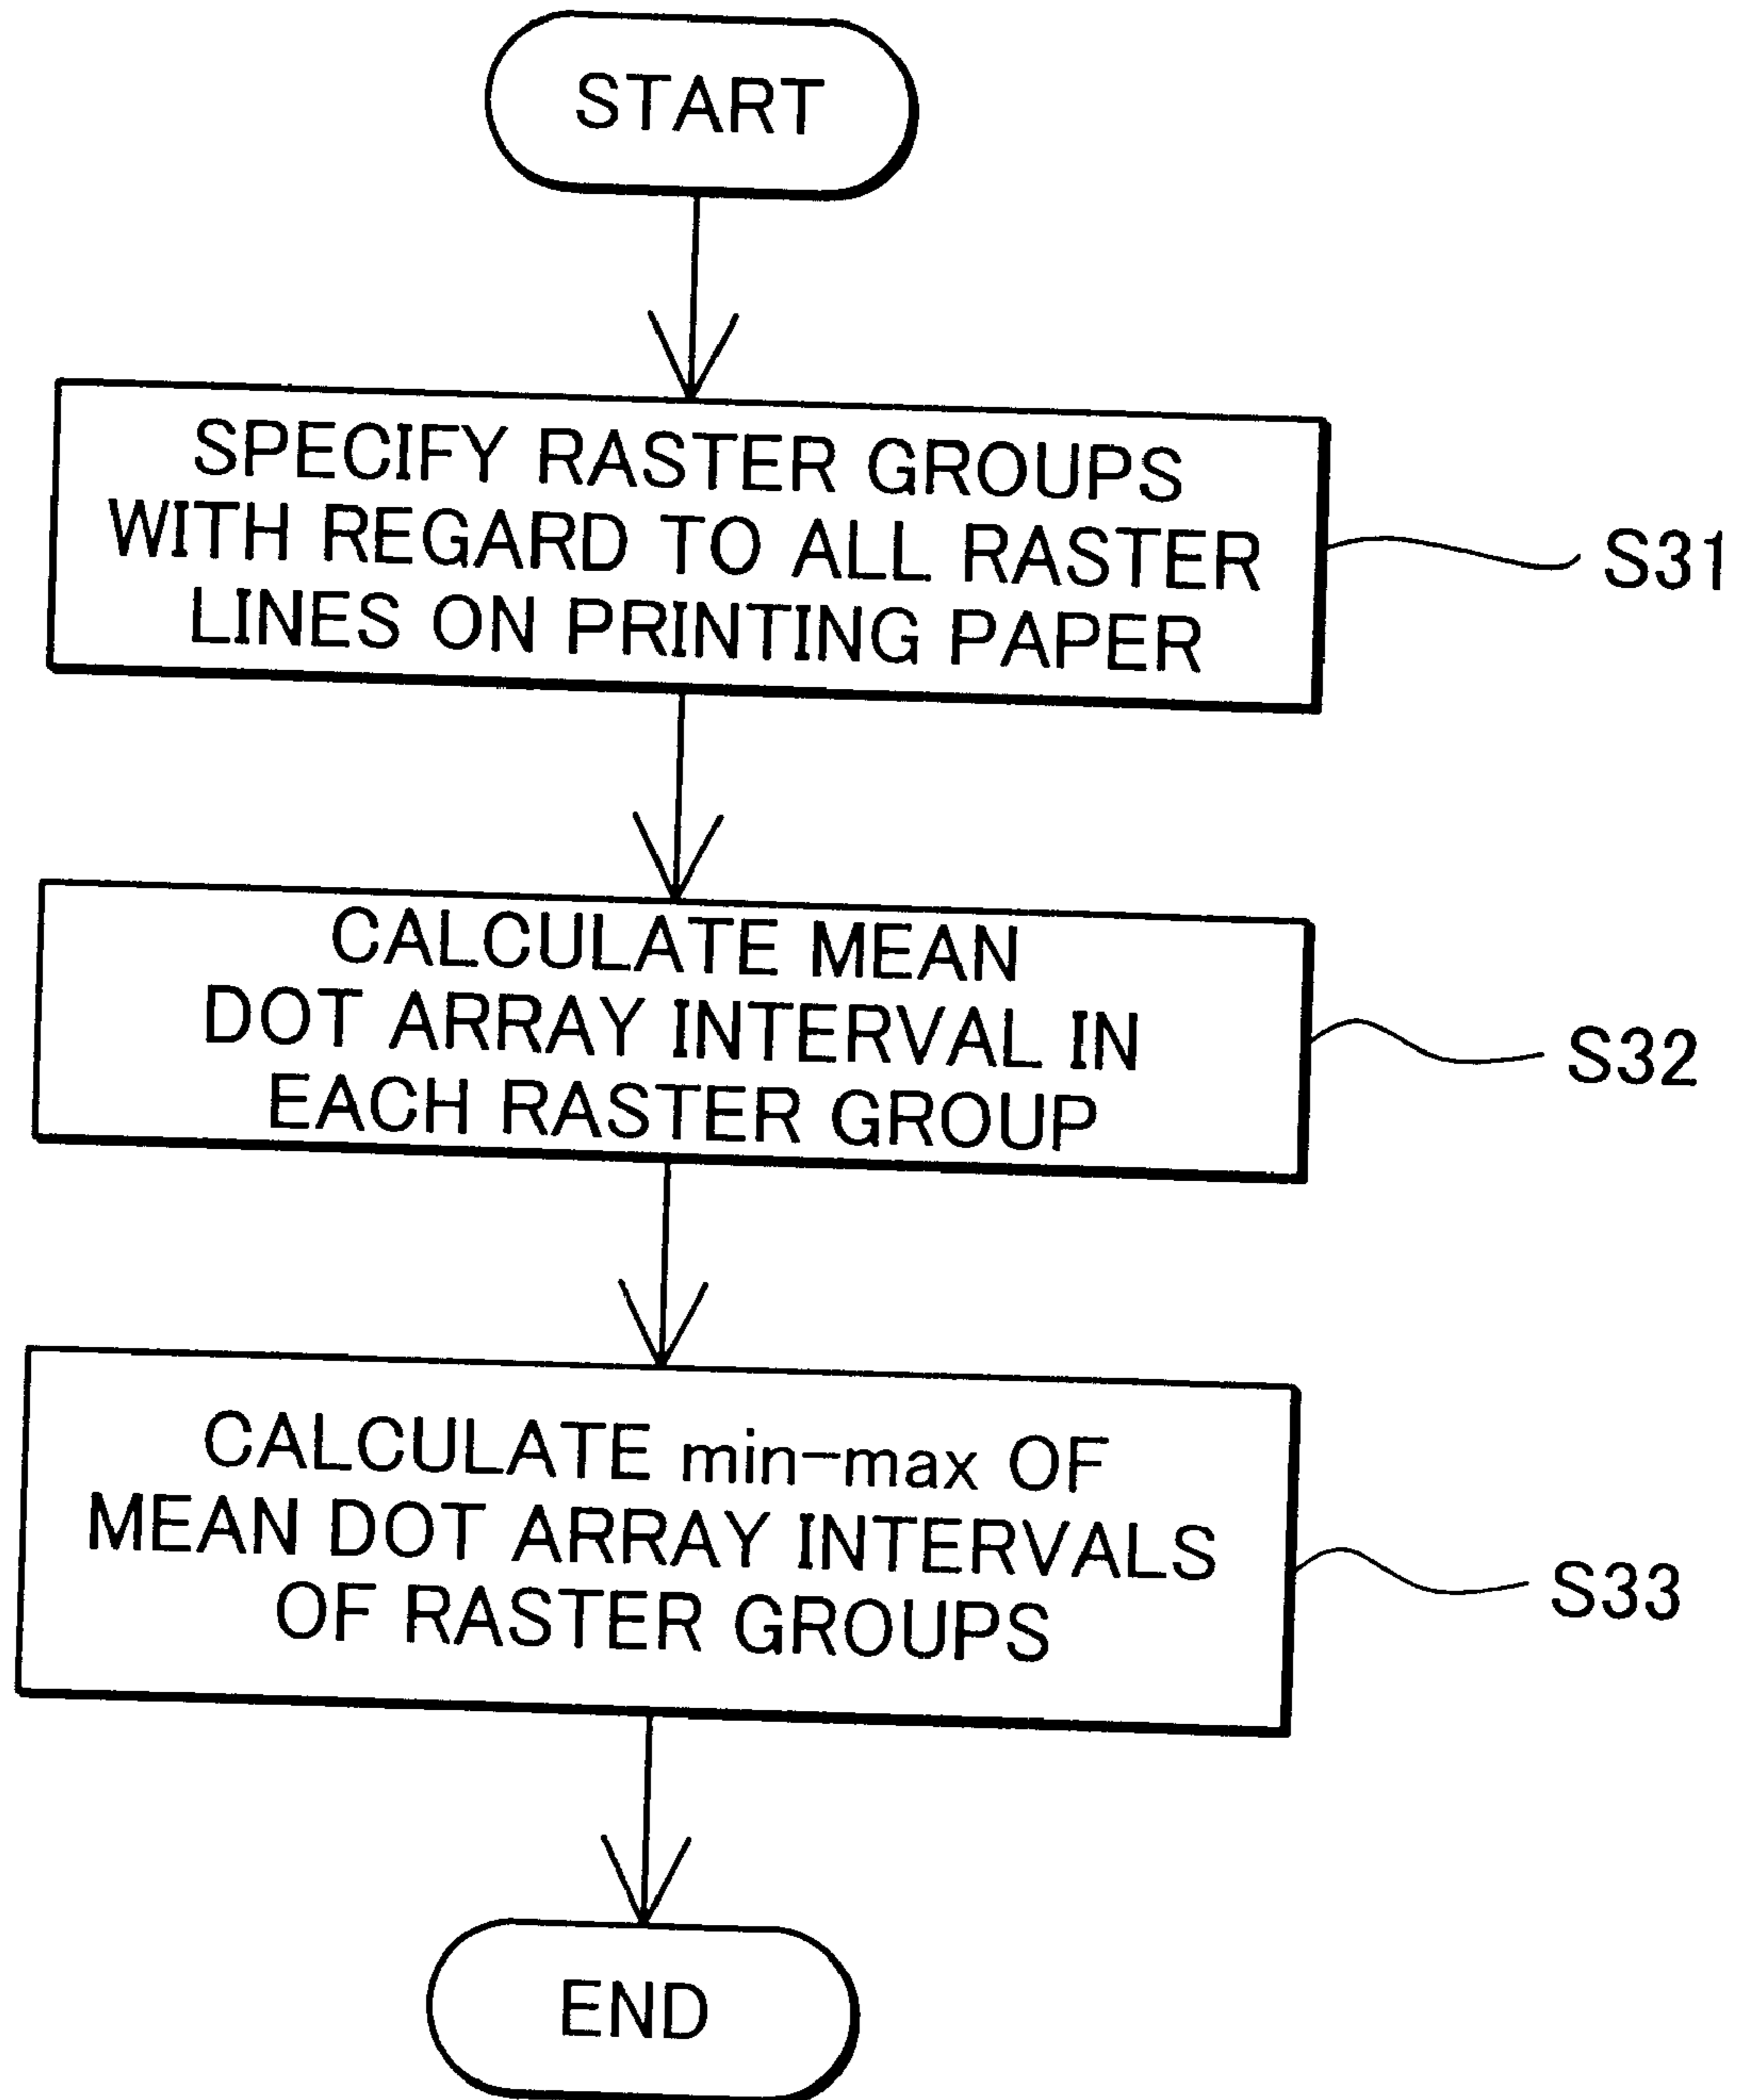 START
SPECIFY RASTER GROUPS
WITH REGARD TO ALL RASTER
LINES ON PRINTING PAPER
S31
CALCULATE MEAN
DOT ARRAY INTERVAL IN
EACH RASTER GROUP
S32
CALCULATE min-max OF
MEAN DOT ARRAY INTERVALS
OF RASTER GROUPS
S33
END